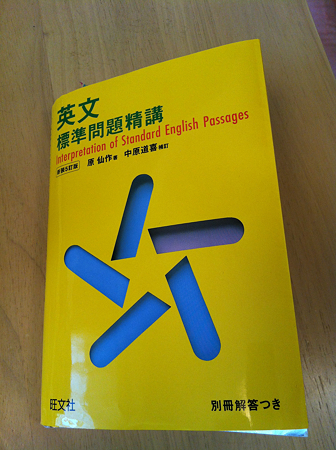 英文
標準問題精講
Interpretation of Standard English Passages
新装5訂版 原 仙作 著 中原道喜 補訂
旺文社
別冊解答つき